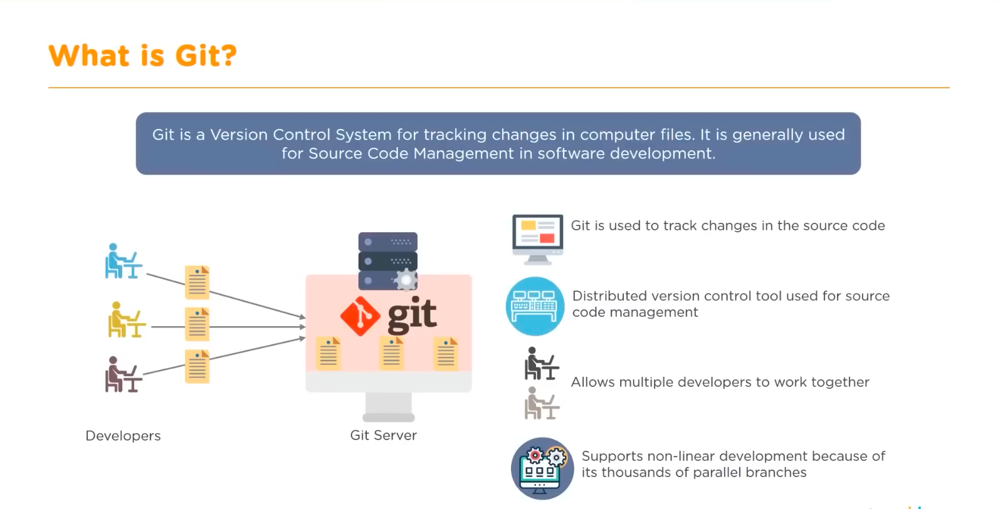 What is Git?
Git is a Version Control System for tracking changes in computer files. It is generally used
for Source Code Management in software development.
git
Developers
Git Server
Git is used to track changes in the source code
Distributed version control tool used for source
code management
Allows multiple developers to work together
Supports non-linear development because of
its thousands of parallel branches